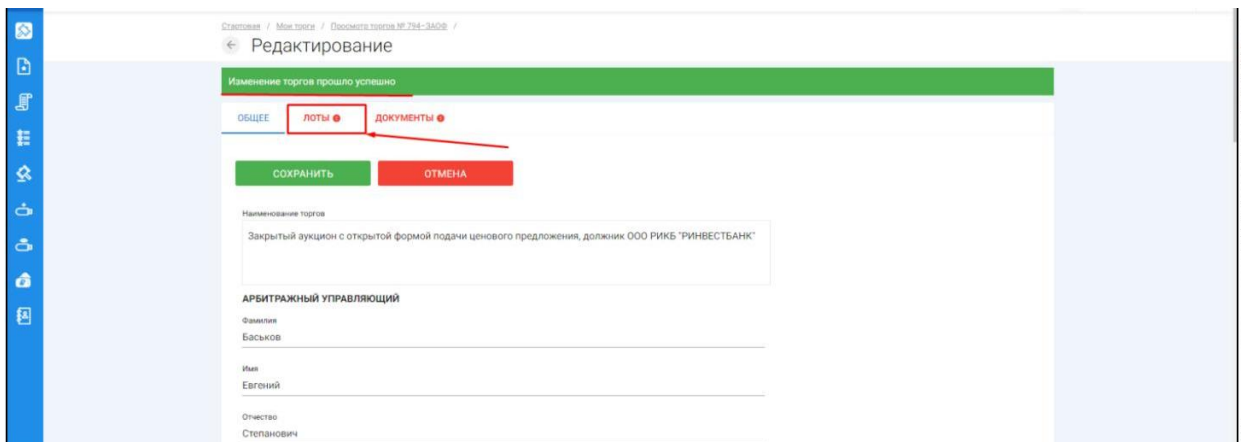 Стартовая / Мои торги / Просмотр торгов № 794-ЗАОФ /
Редактирование
Изменение торгов прошло успешно
ОБЩЕЕ ЛОТЫ ДОКУМЕНТЫ
СОХРАНИТЬ ОТМЕНА
Наименование торгов
Закрытый аукцион с открытой формой подачи ценового предложения, должник ООО РИКБ "РИНВЕСТБАНК"
АРБИТРАЖНЫЙ УПРАВЛЯЮЩИЙ
Фамилия
Баськов
Имя
Евгений
Отчество
Степанович